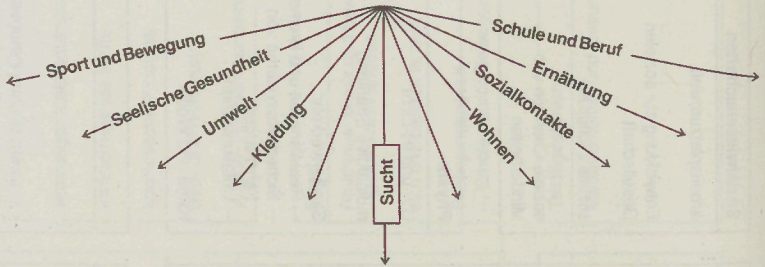 Sport und Bewegung
Seelische Gesundheit
Umwelt
Kleidung
Sucht
Wohnen
Sozialkontakte
Ernährung
Schule und Beruf